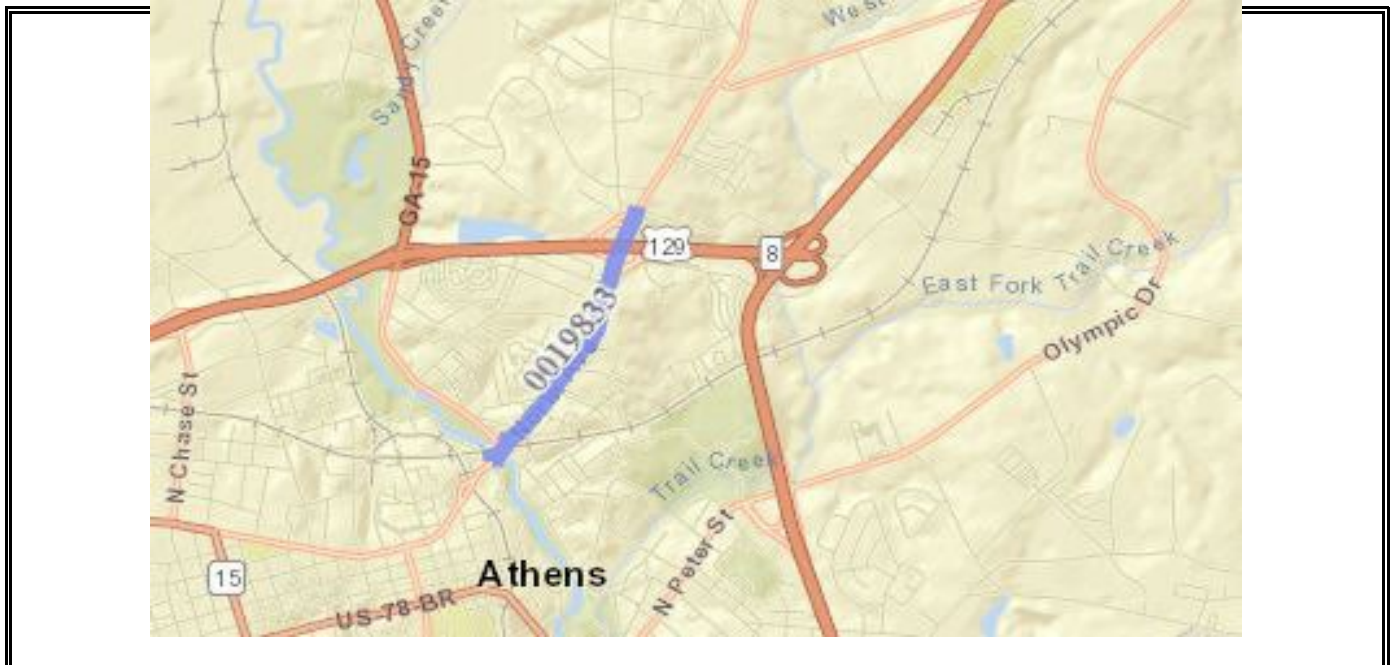 West
Sandy Creek
GA-15
129
8
East Fork Trail Creek
0019833
Olympic Dr
N Chase St
Trail Creek
N Peter St
Athens
15
US-78-BR